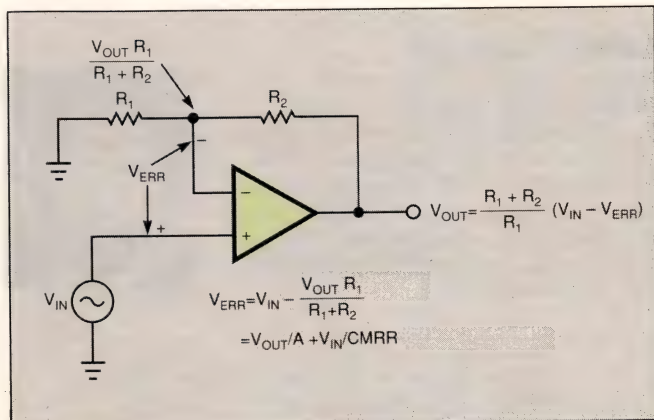 V_OUT R_1
R_1 + R_2
R_1
R_2
−
V_ERR
−
+
+
V_OUT = (R_1 + R_2)/R_1 (V_IN − V_ERR)
V_IN
V_ERR=V_IN − (V_OUT R_1)/(R_1+R_2)
=V_OUT/A +V_IN/CMRR